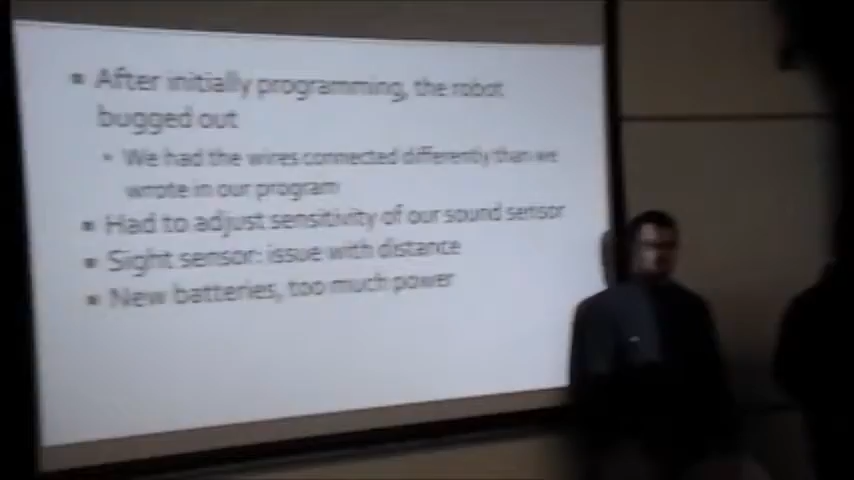 ▪ After initially programming, the robot
bugged out
▪ We had the wires connected differently than we
wrote in our program
▪ Had to adjust sensitivity of our sound sensor
▪ Sight sensor: issue with distance
▪ New batteries, too much power